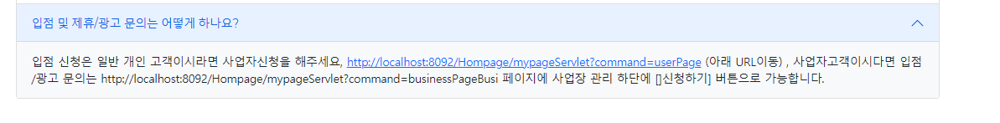 입점 및 제휴/광고 문의는 어떻게 하나요?
입점 신청은 일반 개인 고객이시라면 사업자신청을 해주세요, http://localhost:8092/Hompage/mypageServlet?command=userPage (아래 URL이동) , 사업자고객이시다면 입점
/광고 문의는 http://localhost:8092/Hompage/mypageServlet?command=businessPageBusi 페이지에 사업장 관리 하단에 []신청하기] 버튼으로 가능합니다.